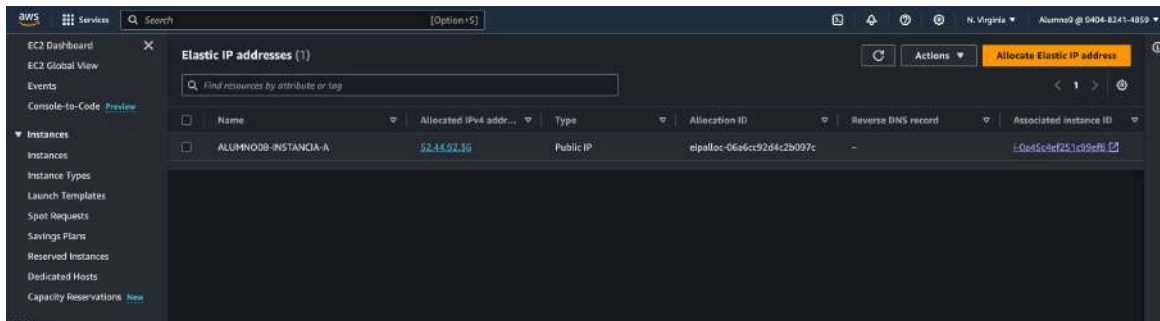 aws Services Search [Option+S] N. Virginia Alumno0 @ 9404-8241-4859
EC2 Dashboard
EC2 Global View
Events
Console-to-Code Preview
Instances
Instances
Instance Types
Launch Templates
Spot Requests
Savings Plans
Reserved Instances
Dedicated Hosts
Capacity Reservations New
Elastic IP addresses (1)
Actions
Allocate Elastic IP address
Find resources by attribute or tag
1
Name Allocated IPv4 addr... Type Allocation ID Reverse DNS record Associated instance ID
ALUMNO08-INSTANCIA-A 52.44.92.36 Public IP eipalloc-06a6cc92d4c2b097c –